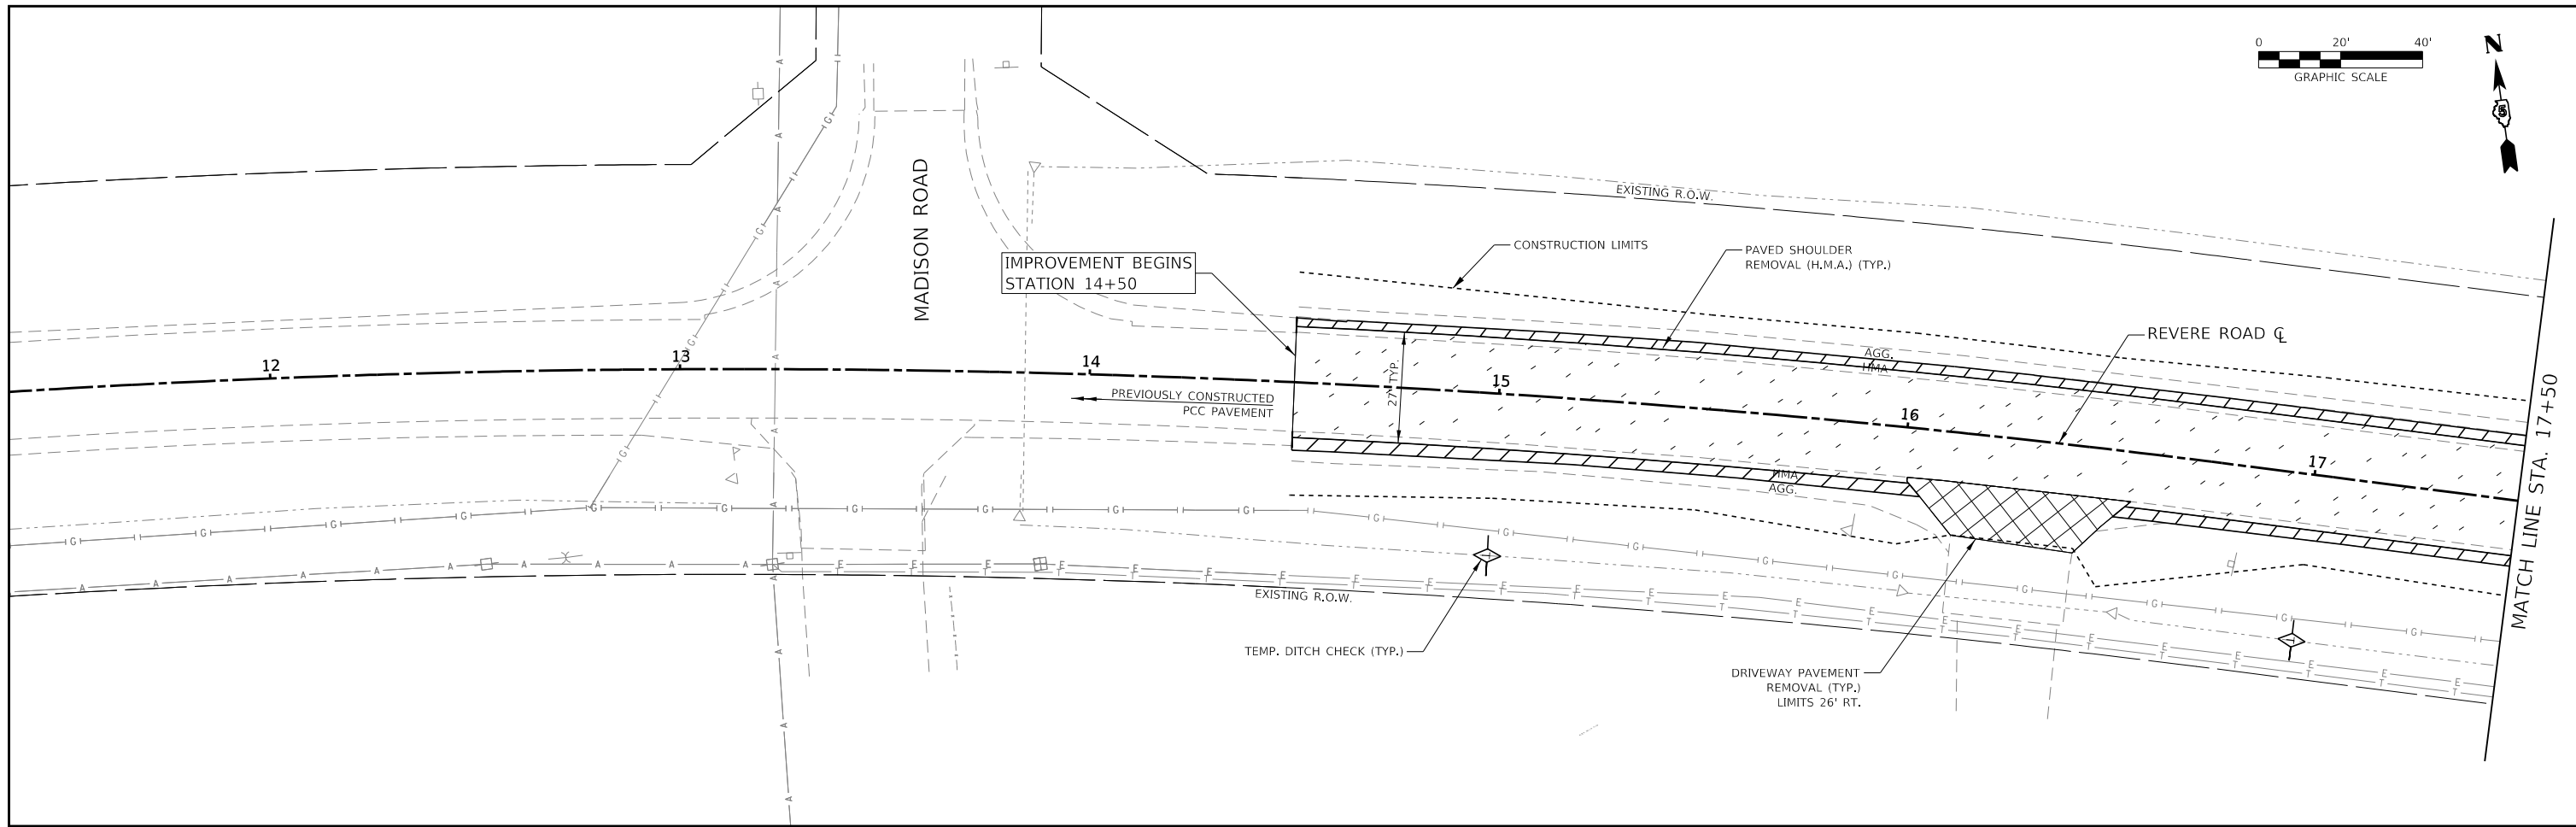 0 20' 40'
GRAPHIC SCALE
N
MADISON ROAD
EXISTING R.O.W.
CONSTRUCTION LIMITS
PAVED SHOULDER
REMOVAL (H.M.A.) (TYP.)
IMPROVEMENT BEGINS
STATION 14+50
REVERE ROAD ℄
AGG.
HMA
12 13 14 15 16 17
27' TYP.
PREVIOUSLY CONSTRUCTED
PCC PAVEMENT
MATCH LINE STA. 17+50
HMA
AGG.
G G G G G
G G G G G G G G G G G G G G G G G G G
A A A A A A A A A A
A A A A A A A A A A
E E E E E E E E E E E E E E E E E E E E E E E
T T T T T T T T T T T T T T T T T T T T
EXISTING R.O.W.
TEMP. DITCH CHECK (TYP.)
DRIVEWAY PAVEMENT
REMOVAL (TYP.)
LIMITS 26' RT.